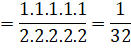 = 1.1.1.1.1/2.2.2.2.2 = 1/32